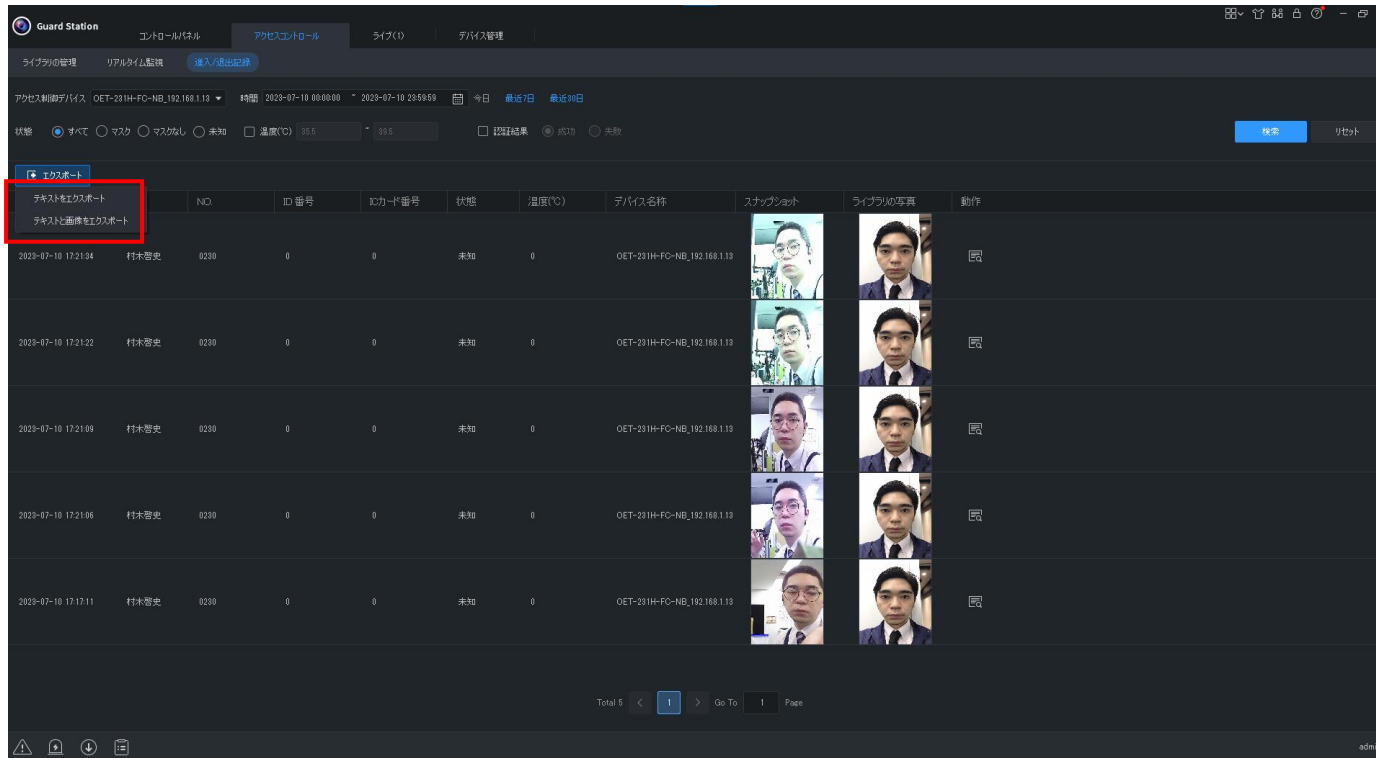 Guard Station コントロールパネル アクセスコントロール ライブ(1) デバイス管理
ライブラリの管理 リアルタイム監視 進入/退出記録
アクセス制御デバイス OET-231H-FC-NB_192.168.1.13 時間 2023-07-10 00:00:00 ~ 2023-07-10 23:59:59 今日 最近7日 最近30日
状態 すべて マスク マスクなし 未知 温度(℃) 35.5 ~ 39.5 認証結果 成功 失敗 検索 リセット
エクスポート
テキストをエクスポート
テキストと画像をエクスポート
NO. ID 番号 ICカード番号 状態 温度(℃) デバイス名称 スナップショット ライブラリの写真 動作
2023-07-10 17:21:34 村木啓史 0230 0 0 未知 0 OET-231H-FC-NB_192.168.1.13
2023-07-10 17:21:22 村木啓史 0230 0 0 未知 0 OET-231H-FC-NB_192.168.1.13
2023-07-10 17:21:09 村木啓史 0230 0 0 未知 0 OET-231H-FC-NB_192.168.1.13
2023-07-10 17:21:06 村木啓史 0230 0 0 未知 0 OET-231H-FC-NB_192.168.1.13
2023-07-10 17:17:11 村木啓史 0230 0 0 未知 0 OET-231H-FC-NB_192.168.1.13
Total 5 < 1 > Go To 1 Page
admi